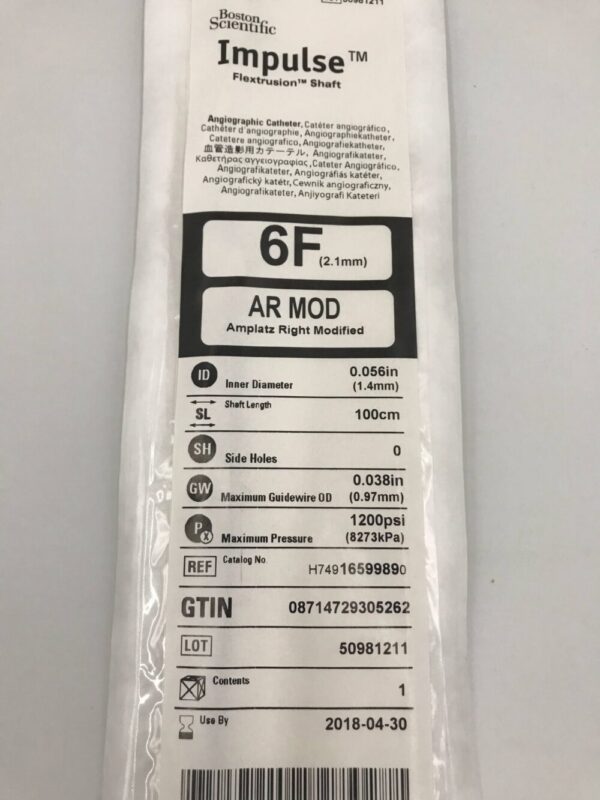 50981211
Boston
Scientific
Impulse™
Flextrusion™ Shaft
Angiographic Catheter, Catéter angiográfico,
Cathéter d'angiographie, Angiographiekatheter,
Catetere angiografico, Angiografiekatheter,
血管造影用カテーテル, Angiografikateter,
Καθετήρας αγγειογραφίας, Cateter Angiográfico,
Angiografikateter, Angiográfiás katéter,
Angiografický katétr, Cewnik angiograficzny,
Angiografikateter, Anjiyografi Kateteri
6F (2.1mm)
AR MOD
Amplatz Right Modified
ID Inner Diameter 0.056in
(1.4mm)
SL Shaft Length 100cm
SH Side Holes 0
GW Maximum Guidewire OD 0.038in
(0.97mm)
P Maximum Pressure 1200psi
(8273kPa)
REF Catalog No. H74916599890
GTIN 08714729305262
LOT 50981211
Contents 1
Use By 2018-04-30